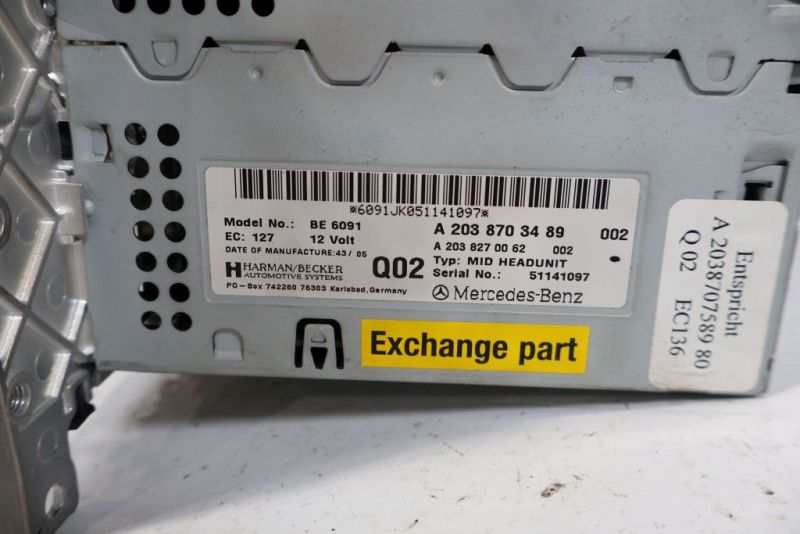 *6091JK051141097*
Model No.: BE 6091 A 203 870 34 89 002
EC: 127 12 Volt A 203 827 00 62 002
DATE OF MANUFACTURE: 43/05 Typ: MID HEADUNIT
HARMAN/BECKER Q02 Serial No.: 51141097
AUTOMOTIVE SYSTEMS
PO-Box 742260 76303 Karlsbad, Germany Mercedes-Benz
Exchange part
Entspricht
A 2038707589 80
Q 02 EC136